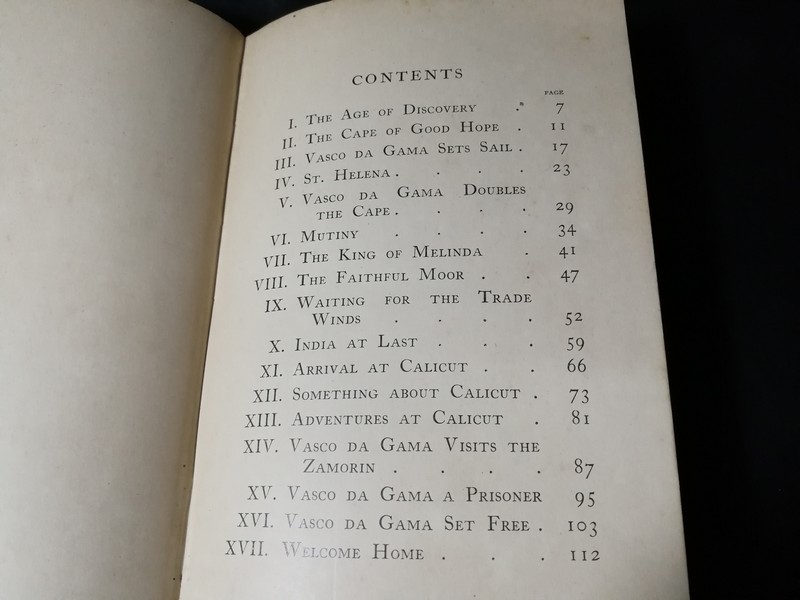 CONTENTS
PAGE
I. THE AGE OF DISCOVERY . 7
II. THE CAPE OF GOOD HOPE . 11
III. VASCO DA GAMA SETS SAIL . 17
IV. ST. HELENA . . . . 23
V. VASCO DA GAMA DOUBLES
THE CAPE . . . . 29
VI. MUTINY . . . . 34
VII. THE KING OF MELINDA . 41
VIII. THE FAITHFUL MOOR . . 47
IX. WAITING FOR THE TRADE
WINDS . . . . 52
X. INDIA AT LAST . . . 59
XI. ARRIVAL AT CALICUT . . 66
XII. SOMETHING ABOUT CALICUT . 73
XIII. ADVENTURES AT CALICUT . 81
XIV. VASCO DA GAMA VISITS THE
ZAMORIN . . . . 87
XV. VASCO DA GAMA A PRISONER 95
XVI. VASCO DA GAMA SET FREE . 103
XVII. WELCOME HOME . . . 112